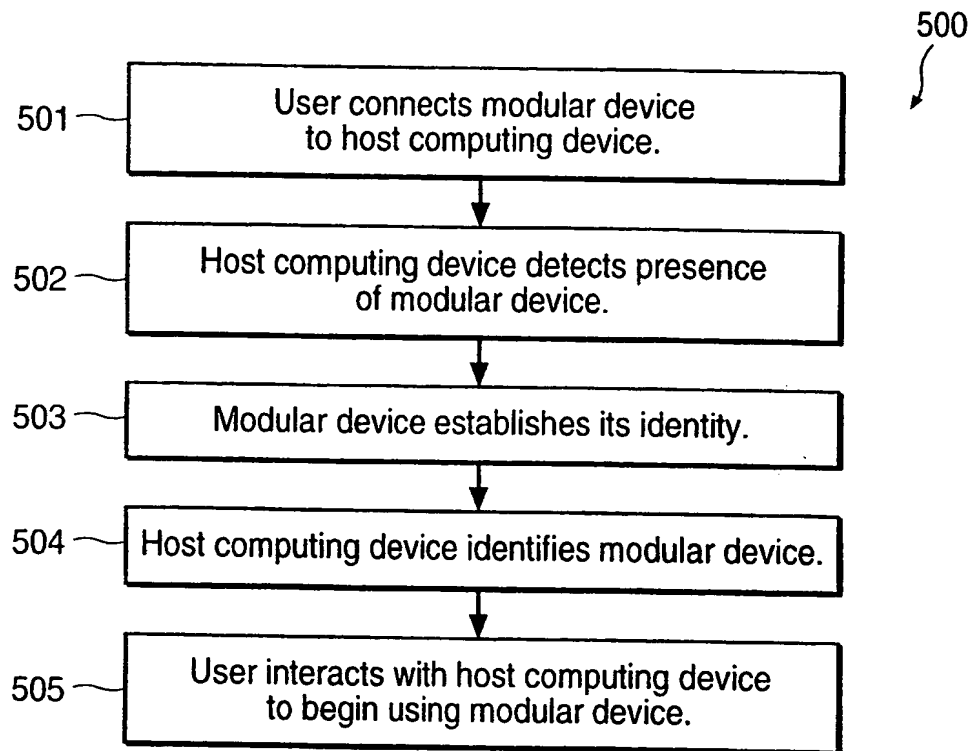 500
501
User connects modular device
to host computing device.
502
Host computing device detects presence
of modular device.
503
Modular device establishes its identity.
504
Host computing device identifies modular device.
505
User interacts with host computing device
to begin using modular device.